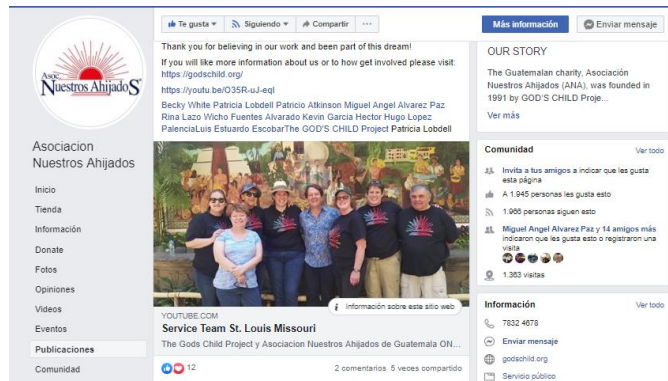 Te gusta
Siguiendo
Compartir
...
Más información
Enviar mensaje
Asoc.
Nuestros AhijadoS
Asociacion
Nuestros Ahijados
Inicio
Tienda
Información
Donate
Fotos
Opiniones
Videos
Eventos
Publicaciones
Comunidad
Thank you for believing in our work and been part of this dream!
If you will like more information about us or to how get involved please visit:
https://godschild.org/
https://youtu.be/O35R-uJ-eqI
Becky White Patricia Lobdell Patricio Atkinson Miguel Angel Alvarez Paz
Rina Lazo Wicho Fuentes Alvarado Kevin Garcia Hector Hugo Lopez
PalenciaLuis Estuardo EscobarThe GOD'S CHILD Project Patricia Lobdell
Información sobre este sitio web
YOUTUBE.COM
Service Team St. Louis Missouri
The Gods Child Project y Asociacion Nuestros Ahijados de Guatemala ON...
12
2 comentarios 5 veces compartido
OUR STORY
The Guatemalan charity, Asociación
Nuestros Ahijados (ANA), was founded in
1991 by GOD'S CHILD Proje...
Ver más
Comunidad
Ver todo
Invita a tus amigos a indicar que les gusta
esta página
A 1.945 personas les gusta esto
1.966 personas siguen esto
Miguel Angel Alvarez Paz y 14 amigos más
indicaron que les gusta esto o registraron una
visita
1.363 visitas
Información
Ver todo
7832 4678
Enviar mensaje
godschild.org
Servicio público